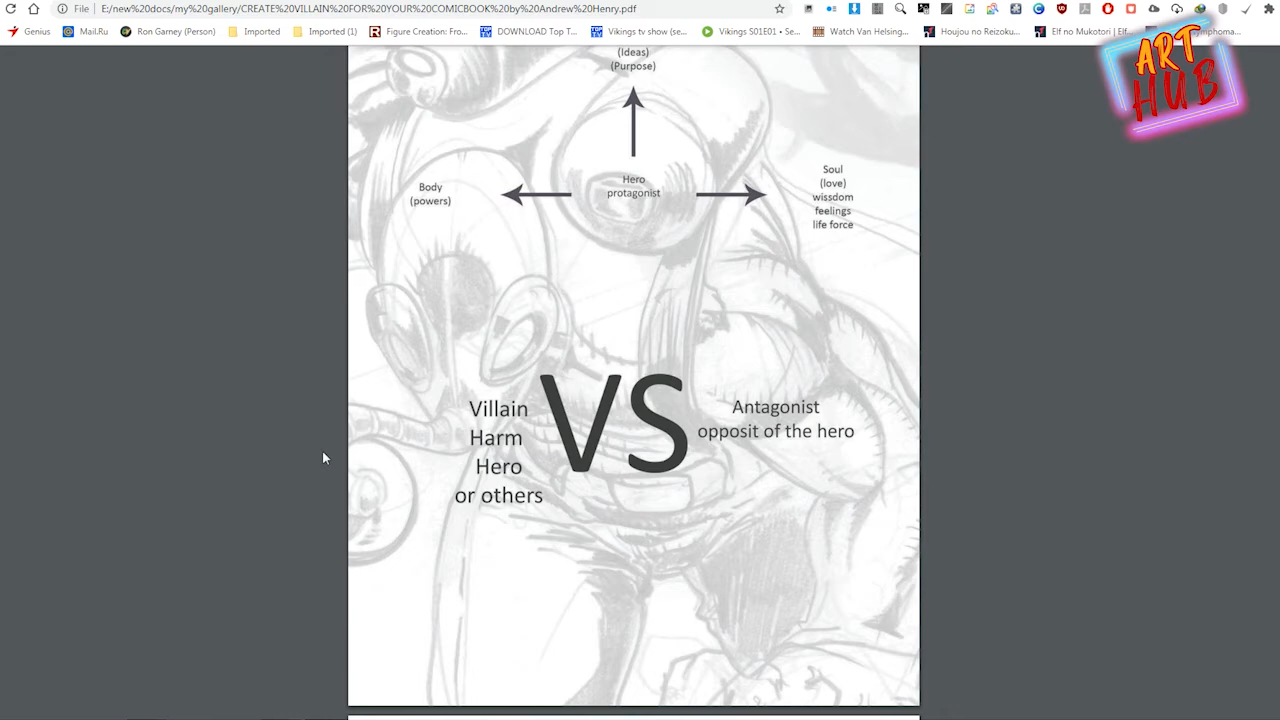 File
E:/new%20docs/my%20gallery/CREATE%20VILLAIN%20FOR%20YOUR%20COMICBOOK%20by%20Andrew%20Henry.pdf
Genius
Mail.Ru
Ron Garney (Person)
Imported
Imported (1)
Figure Creation: Fro...
DOWNLOAD Top T...
Vikings tv show (se...
Vikings S01E01 • Se...
Watch Van Helsing...
Houjou no Reizoku...
Elf no Mukotori | Elf...
ART
HUB
(Ideas)
(Purpose)
Hero
protagonist
Body
(powers)
Soul
(love)
wissdom
feelings
life force
VS
Villain
Harm
Hero
or others
Antagonist
opposit of the hero